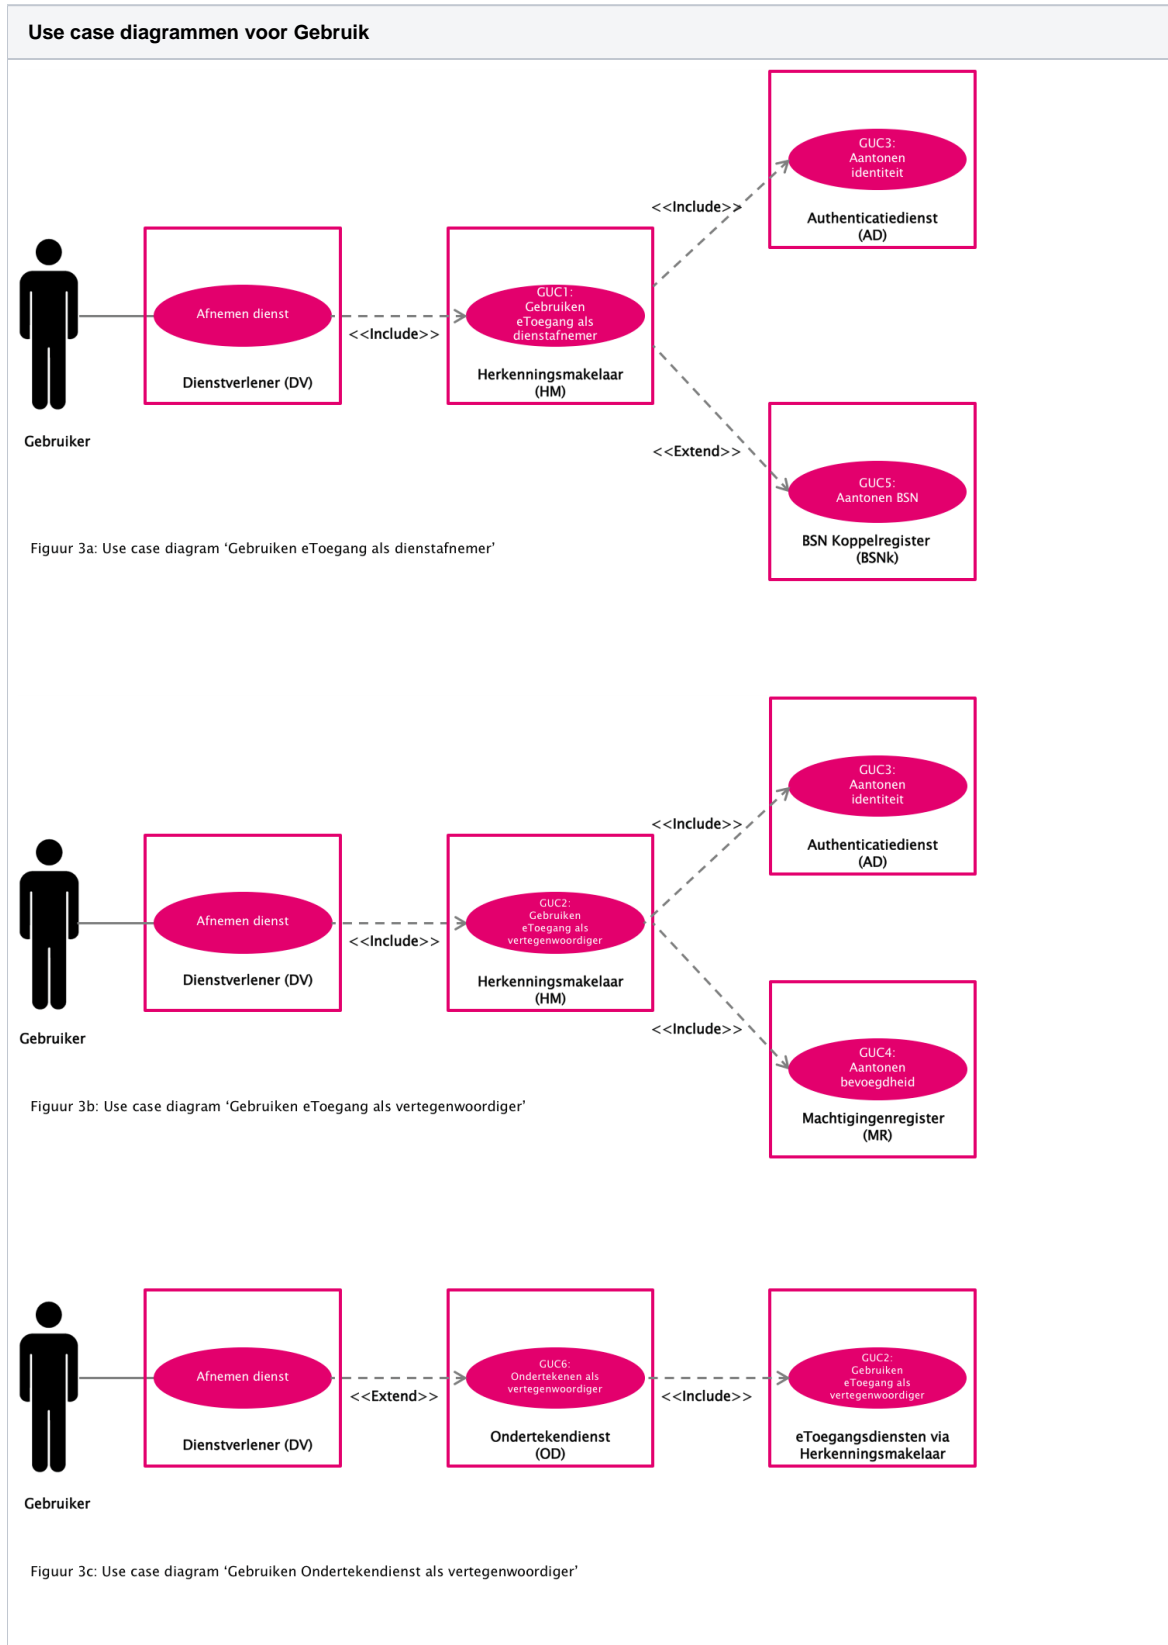 Use case diagrammen voor Gebruik
GUC3:
Aantonen
identiteit
<<Include>>
Authenticatiedienst
(AD)
Afnemen dienst
GUC1:
Gebruiken
eToegang als
dienstafnemer
<<Include>>
Dienstverlener (DV)
Herkenningsmakelaar
(HM)
Gebruiker
<<Extend>>
GUC5:
Aantonen BSN
BSN Koppelregister
(BSNk)
Figuur 3a: Use case diagram ‘Gebruiken eToegang als dienstafnemer’
GUC3:
Aantonen
identiteit
<<Include>>
Authenticatiedienst
(AD)
Afnemen dienst
GUC2:
Gebruiken
eToegang als
vertegenwoordiger
<<Include>>
Dienstverlener (DV)
Herkenningsmakelaar
(HM)
Gebruiker
<<Include>>
GUC4:
Aantonen
bevoegdheid
Machtigingenregister
(MR)
Figuur 3b: Use case diagram ‘Gebruiken eToegang als vertegenwoordiger’
Afnemen dienst
GUC6:
Ondertekenen als
vertegenwoordiger
GUC2:
Gebruiken
eToegang als
vertegenwoordiger
<<Extend>>
<<Include>>
Dienstverlener (DV)
Ondertekendienst
(OD)
eToegangsdiensten via
Herkenningsmakelaar
Gebruiker
Figuur 3c: Use case diagram ‘Gebruiken Ondertekendienst als vertegenwoordiger’